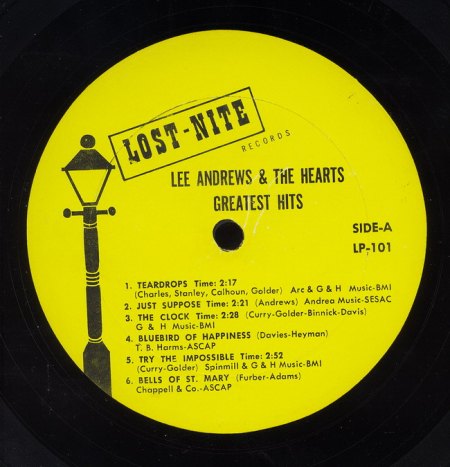 LOST-NITE
RECORDS
LEE ANDREWS & THE HEARTS
GREATEST HITS
SIDE-A
LP-101
1. TEARDROPS Time: 2:17
(Charles, Stanley, Calhoun, Golder) Arc & G & H Music-BMI
2. JUST SUPPOSE Time: 2:21 (Andrews) Andrea Music-SESAC
3. THE CLOCK Time: 2:28 (Curry-Golder-Binnick-Davis)
G & H Music-BMI
4. BLUEBIRD OF HAPPINESS (Davies-Heyman)
T. B. Harms-ASCAP
5. TRY THE IMPOSSIBLE Time: 2:52
(Curry-Golder) Spinmill & G & H Music-BMI
6. BELLS OF ST. MARY (Furber-Adams)
Chappell & Co.-ASCAP